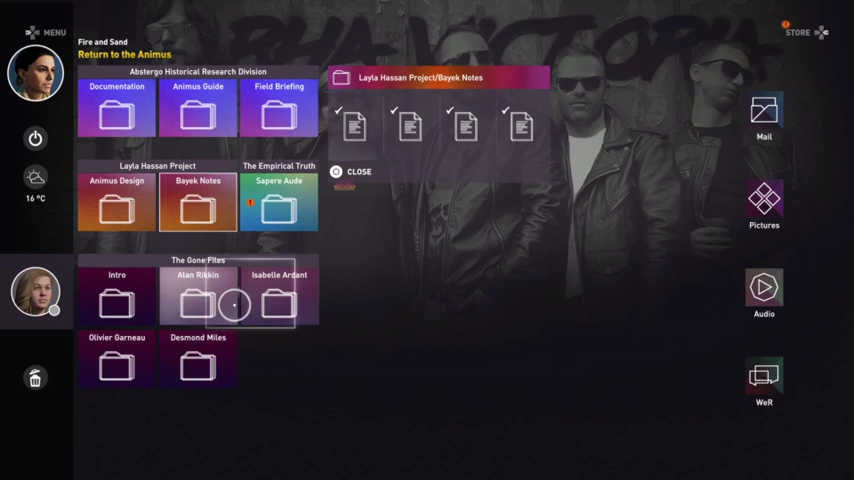 MENU
STORE
Fire and Sand
Return to the Animus
Abstergo Historical Research Division
Documentation
Animus Guide
Field Briefing
Layla Hassan Project/Bayek Notes
CLOSE
Layla Hassan Project
The Empirical Truth
Animus Design
Bayek Notes
Sapere Aude
16 °C
The Gone Files
Intro
Alan Rikkin
Isabelle Ardant
Olivier Garneau
Desmond Miles
Mail
Pictures
Audio
WeR